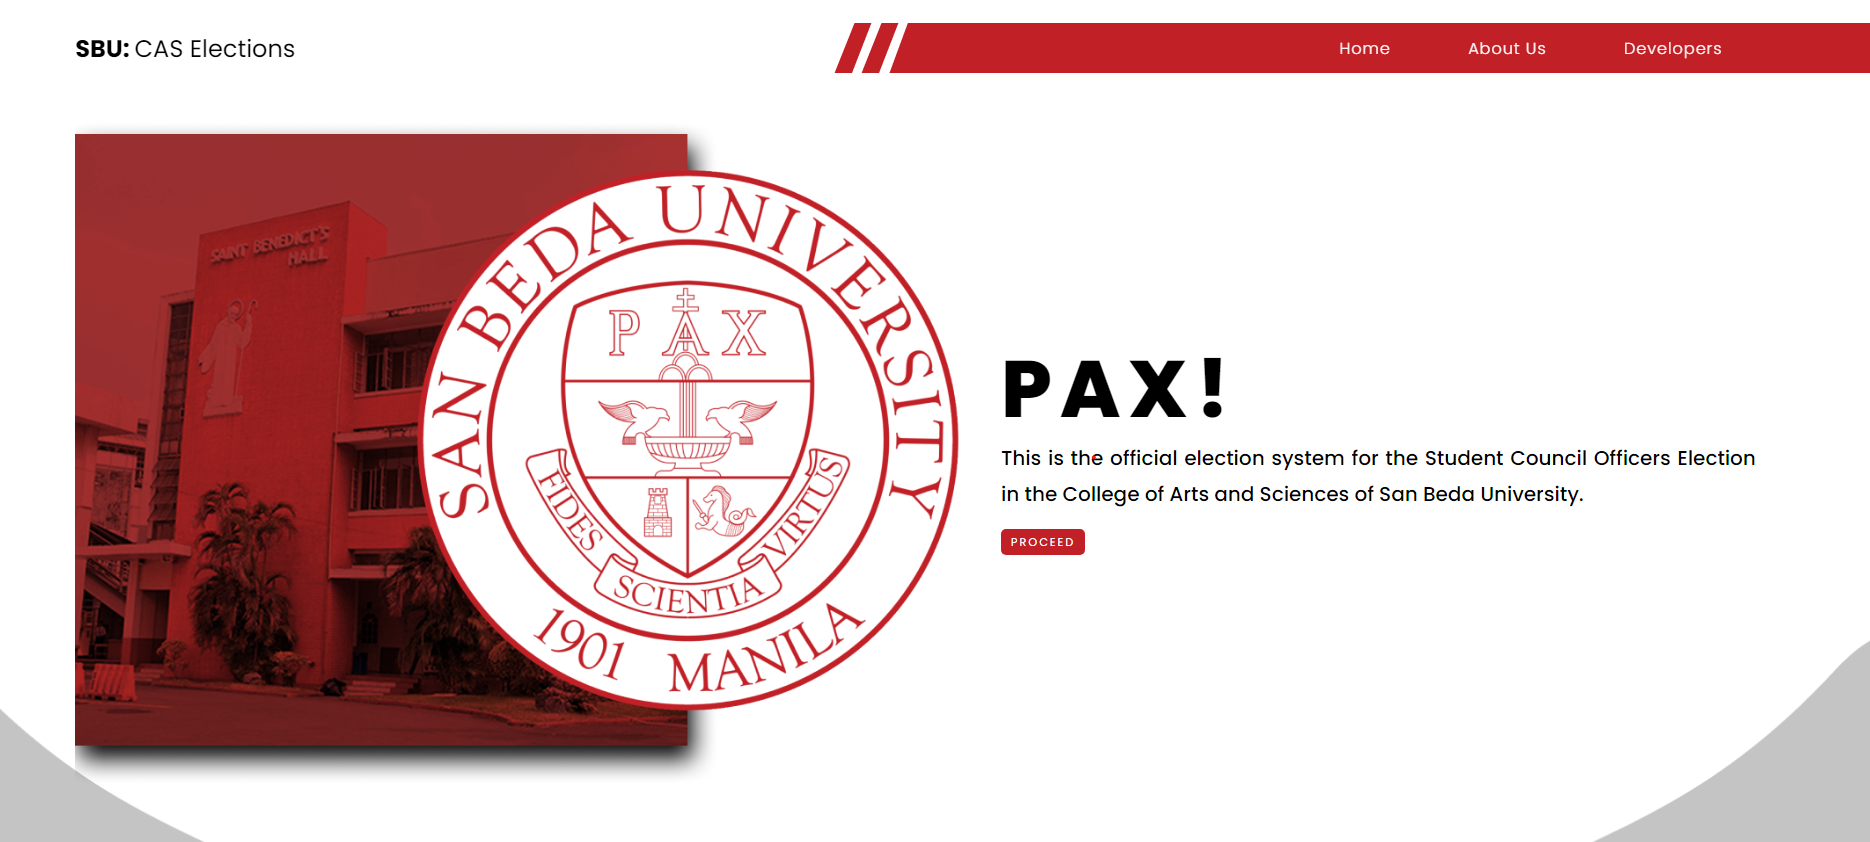 SBU: CAS Elections
Home
About Us
Developers
SAINT BENEDICT'S
HALL
SAN BEDA UNIVERSITY
PAX
FIDES
SCIENTIA
VIRTUS
1901 MANILA
PAX!
This is the official election system for the Student Council Officers Election
in the College of Arts and Sciences of San Beda University.
PROCEED